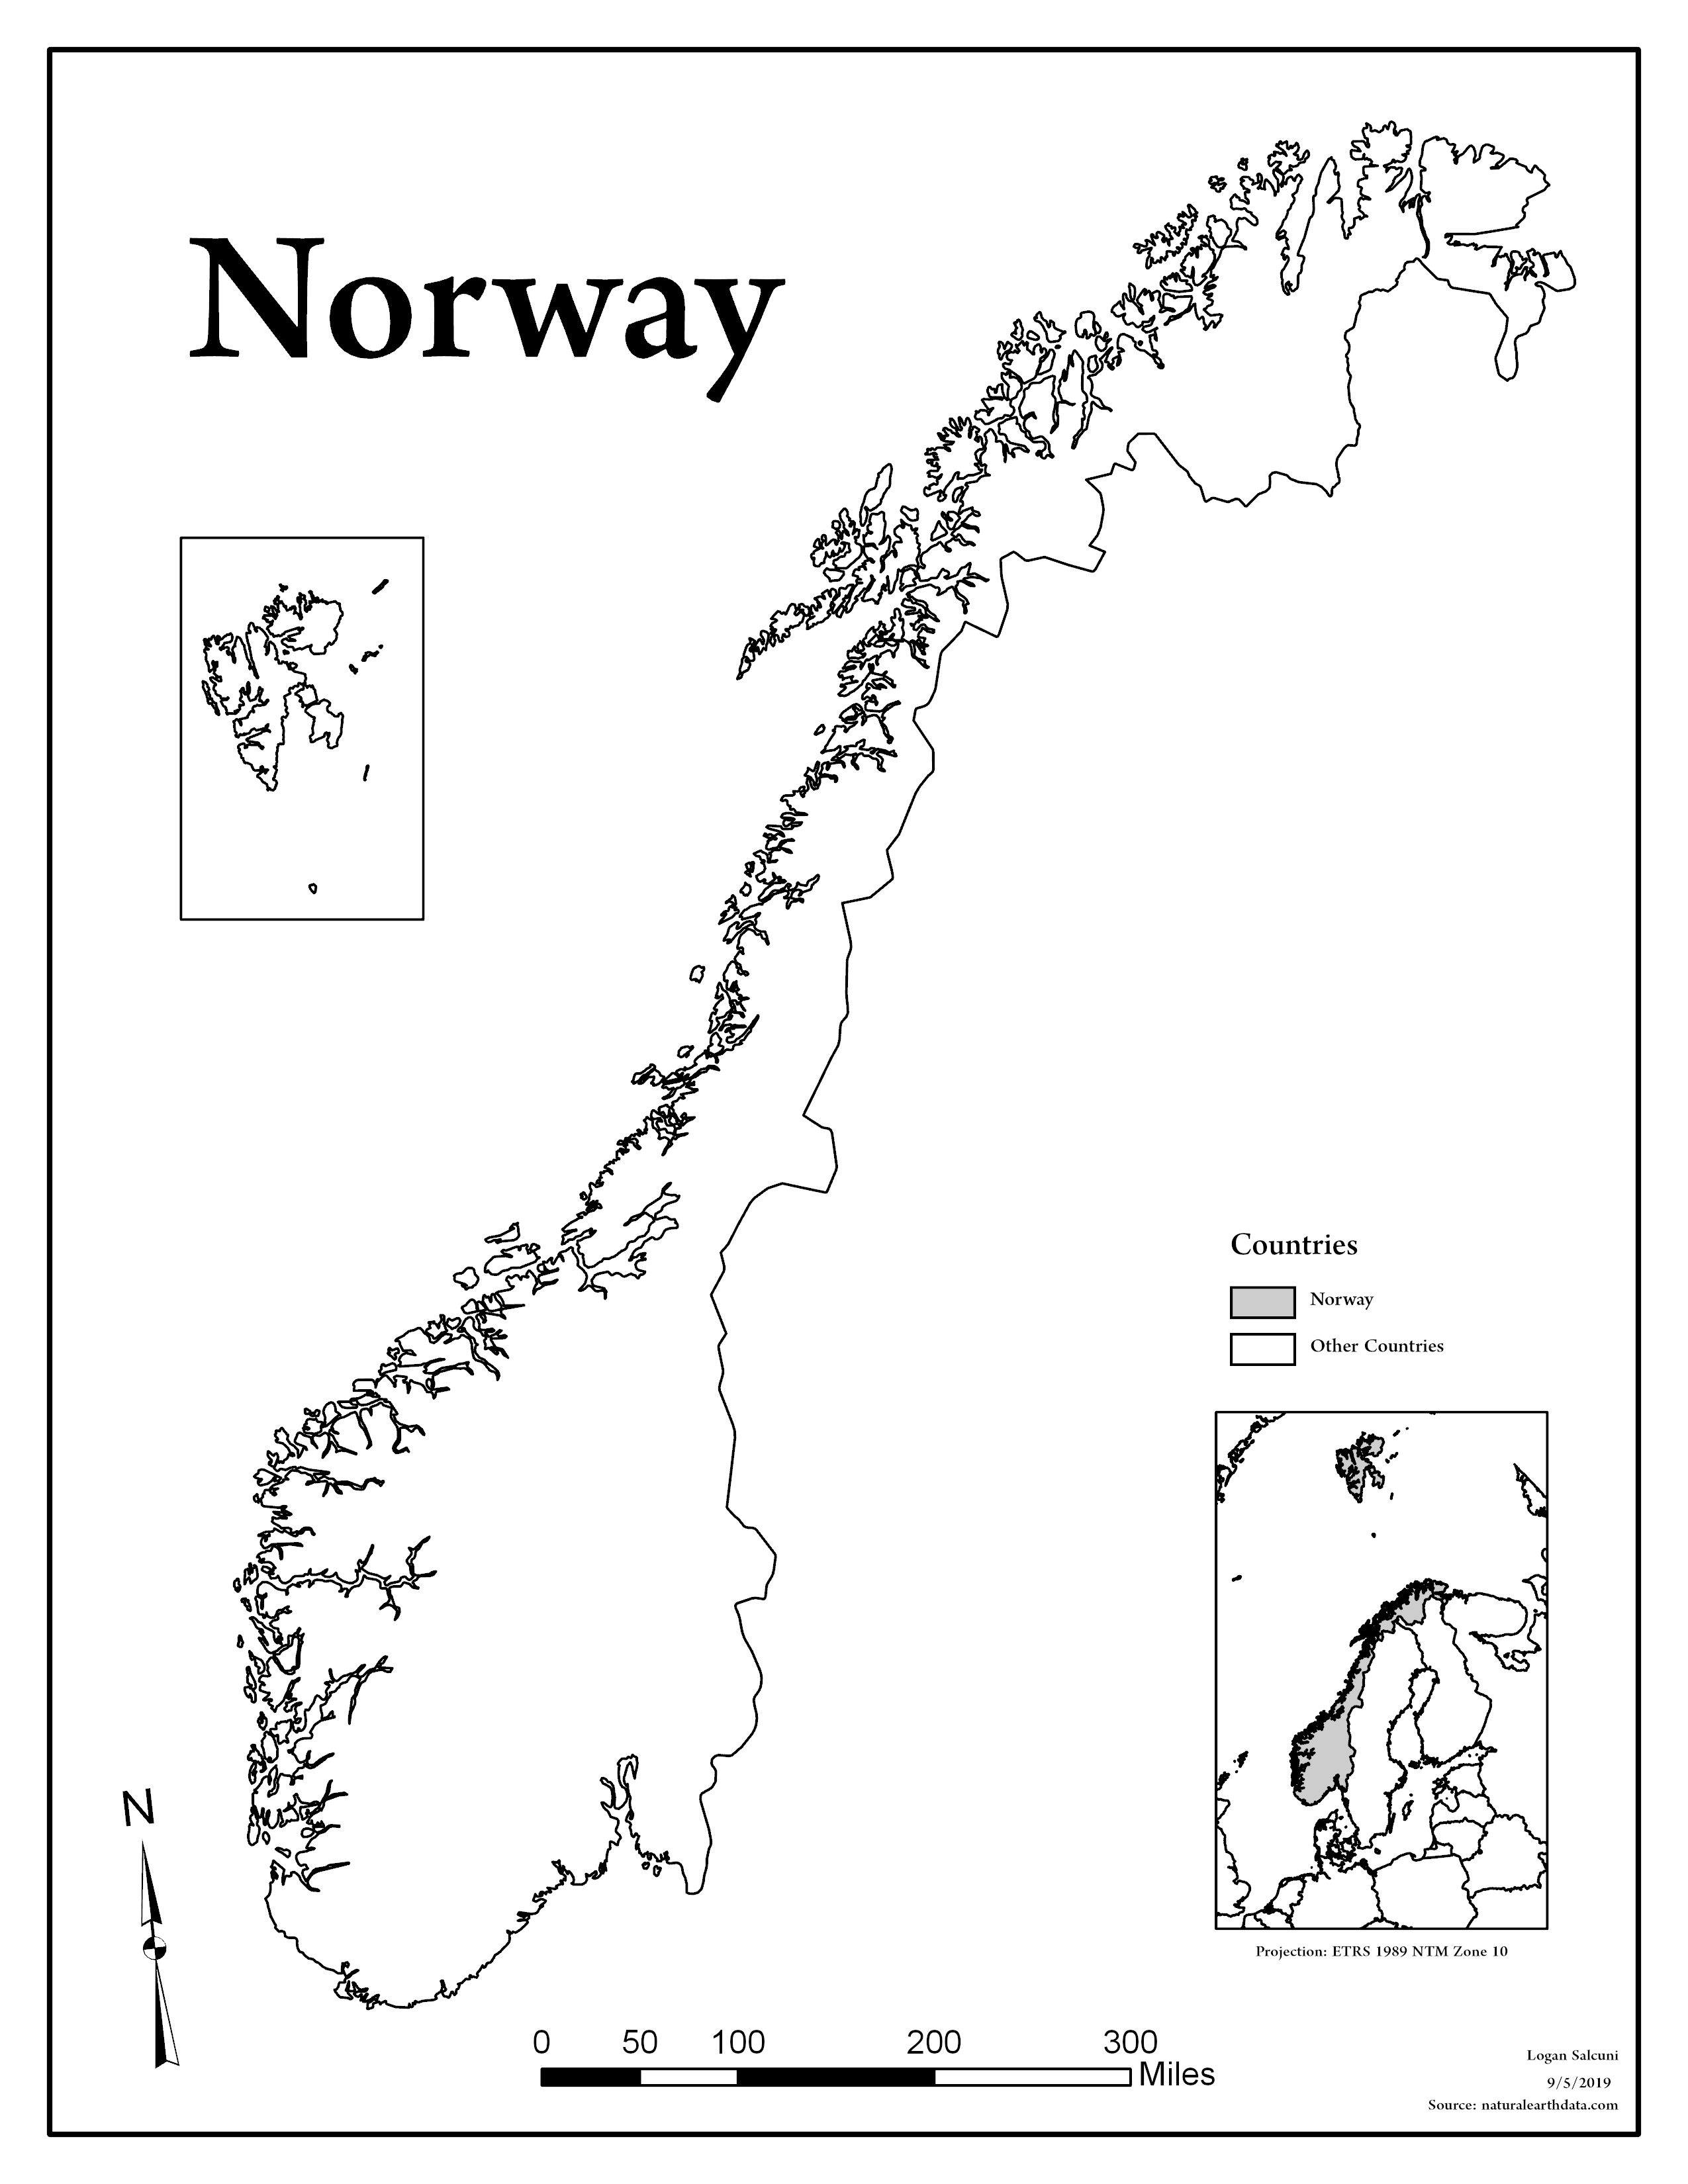 Norway
Countries
Norway
Other Countries
Projection: ETRS 1989 NTM Zone 10
N
0 50 100 200 300
Miles
Logan Salcuni
9/5/2019
Source: naturalearthdata.com